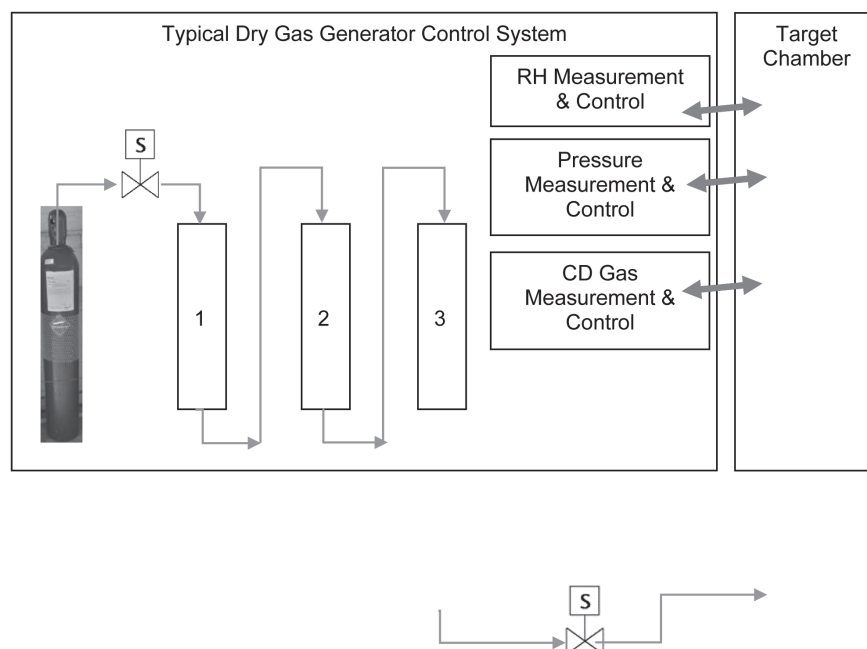 Typical Dry Gas Generator Control System
Target
Chamber
RH Measurement
& Control
S
Pressure
Measurement &
Control
CD Gas
Measurement &
Control
1
2
3
S